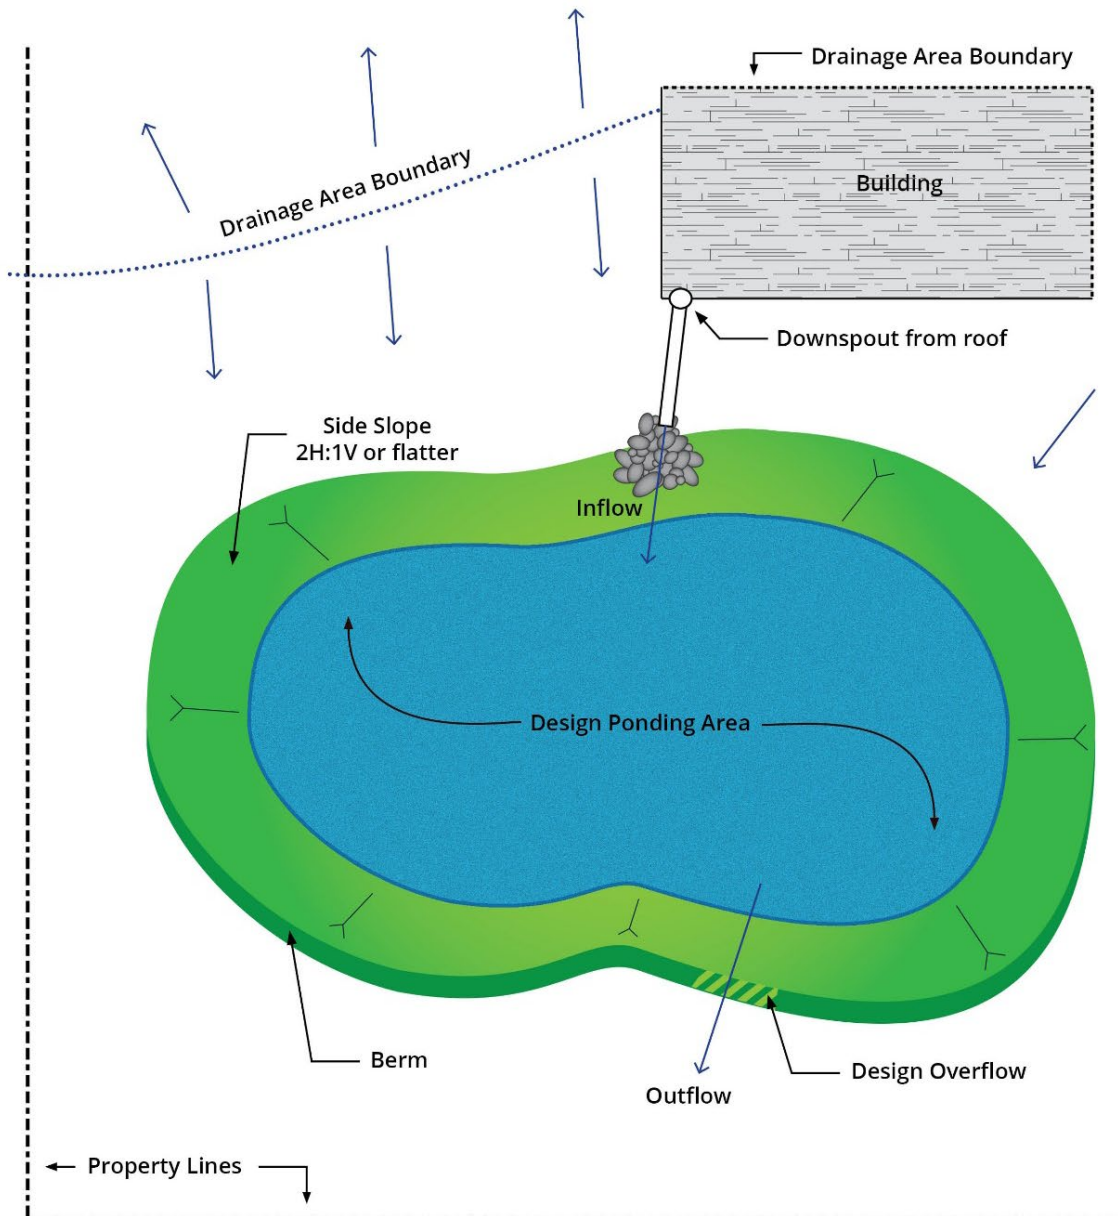 Drainage Area Boundary
Drainage Area Boundary
Building
Downspout from roof
Side Slope
2H:1V or flatter
Inflow
Design Ponding Area
Berm
Design Overflow
Outflow
Property Lines